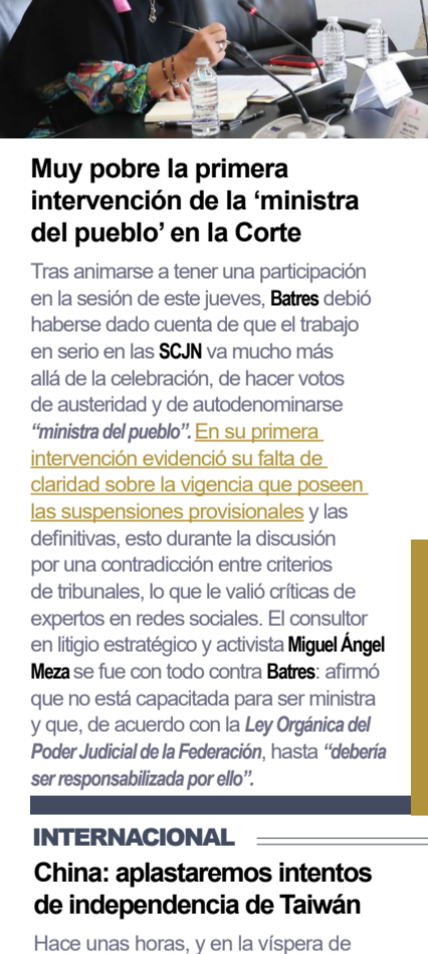 Muy pobre la primera
intervención de la ‘ministra
del pueblo’ en la Corte
Tras animarse a tener una participación
en la sesión de este jueves, Batres debió
haberse dado cuenta de que el trabajo
en serio en las SCJN va mucho más
allá de la celebración, de hacer votos
de austeridad y de autodenominarse
“ministra del pueblo”. En su primera
intervención evidenció su falta de
claridad sobre la vigencia que poseen
las suspensiones provisionales y las
definitivas, esto durante la discusión
por una contradicción entre criterios
de tribunales, lo que le valió críticas de
expertos en redes sociales. El consultor
en litigio estratégico y activista Miguel Ángel
Meza se fue con todo contra Batres: afirmó
que no está capacitada para ser ministra
y que, de acuerdo con la Ley Orgánica del
Poder Judicial de la Federación, hasta “debería
ser responsabilizada por ello”.
INTERNACIONAL
China: aplastaremos intentos
de independencia de Taiwán
Hace unas horas, y en la víspera de